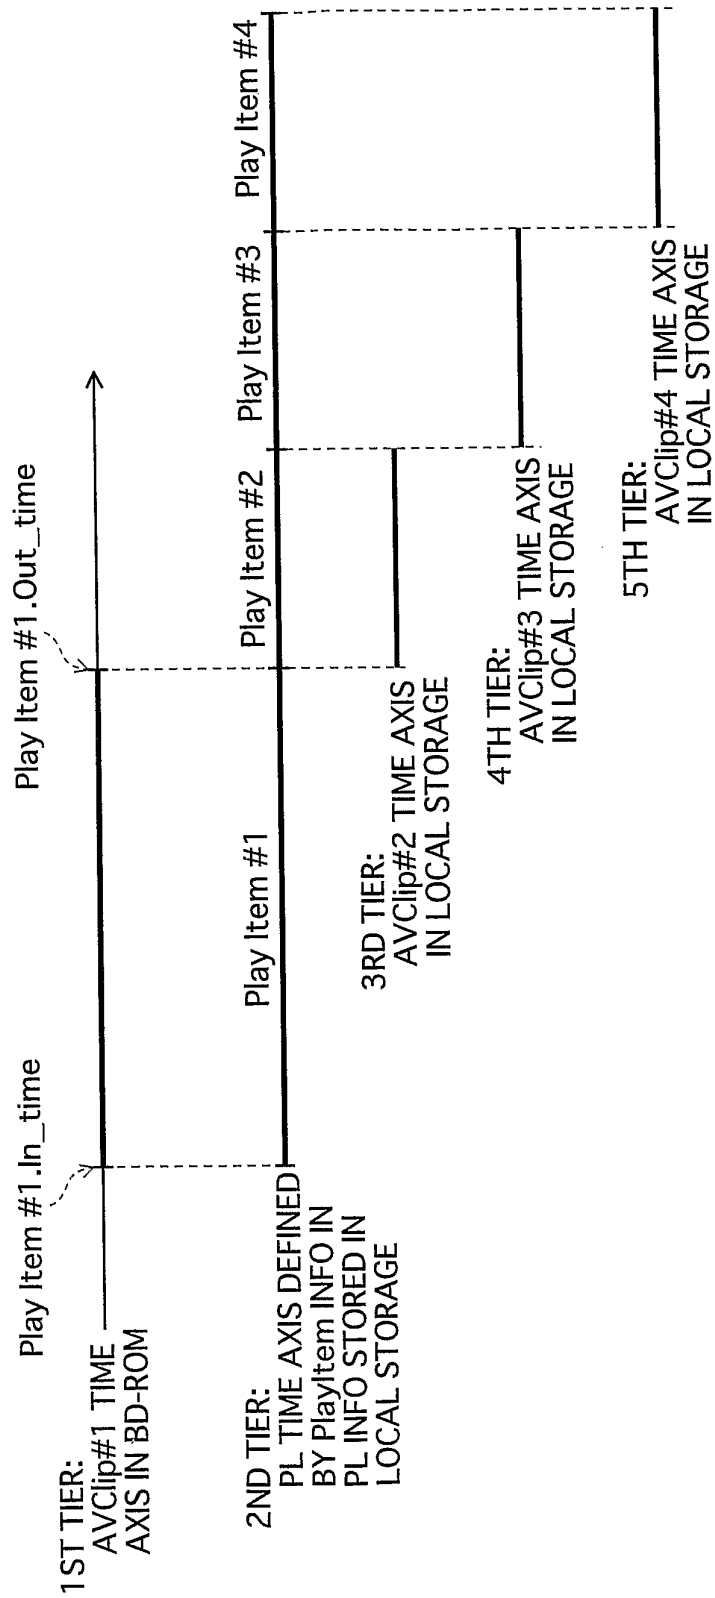 Play Item #1.In_time
Play Item #1.Out_time
1ST TIER:
AVClip#1 TIME
AXIS IN BD-ROM
Play Item #1
Play Item #2
Play Item #3
Play Item #4
2ND TIER:
PL TIME AXIS DEFINED
BY PlayItem INFO IN
PL INFO STORED IN
LOCAL STORAGE
3RD TIER:
AVClip#2 TIME AXIS
IN LOCAL STORAGE
4TH TIER:
AVClip#3 TIME AXIS
IN LOCAL STORAGE
5TH TIER:
AVClip#4 TIME AXIS
IN LOCAL STORAGE